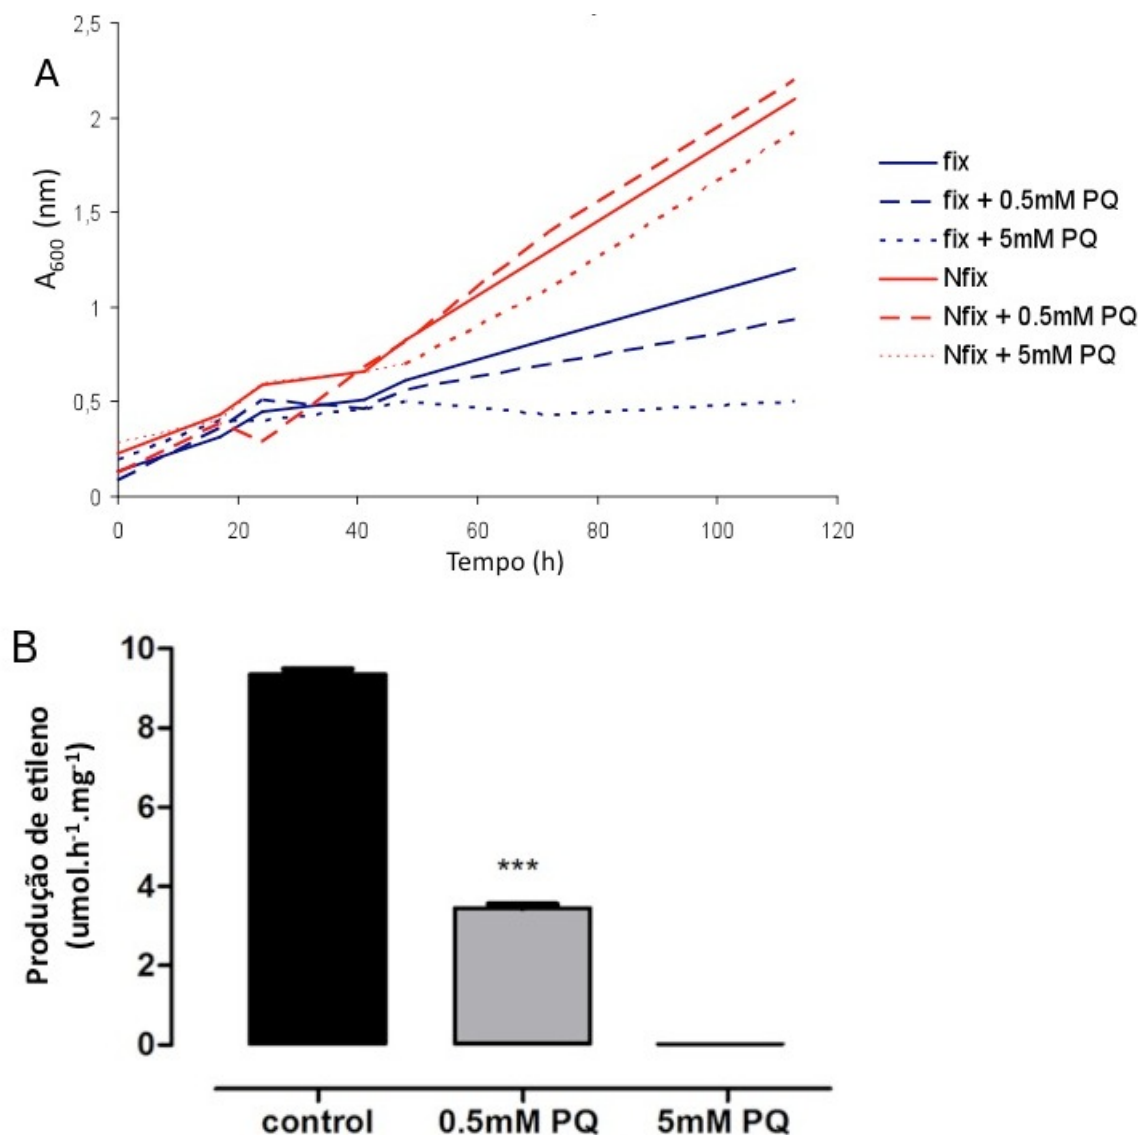 A
2,5
2
1,5
1
0,5
0
A600 (nm)
0 20 40 60 80 100 120
Tempo (h)
fix
fix + 0.5mM PQ
fix + 5mM PQ
Nfix
Nfix + 0.5mM PQ
Nfix + 5mM PQ
B
10
8
6
4
2
0
Produção de etileno
(umol.h⁻¹.mg⁻¹)
***
control 0.5mM PQ 5mM PQ